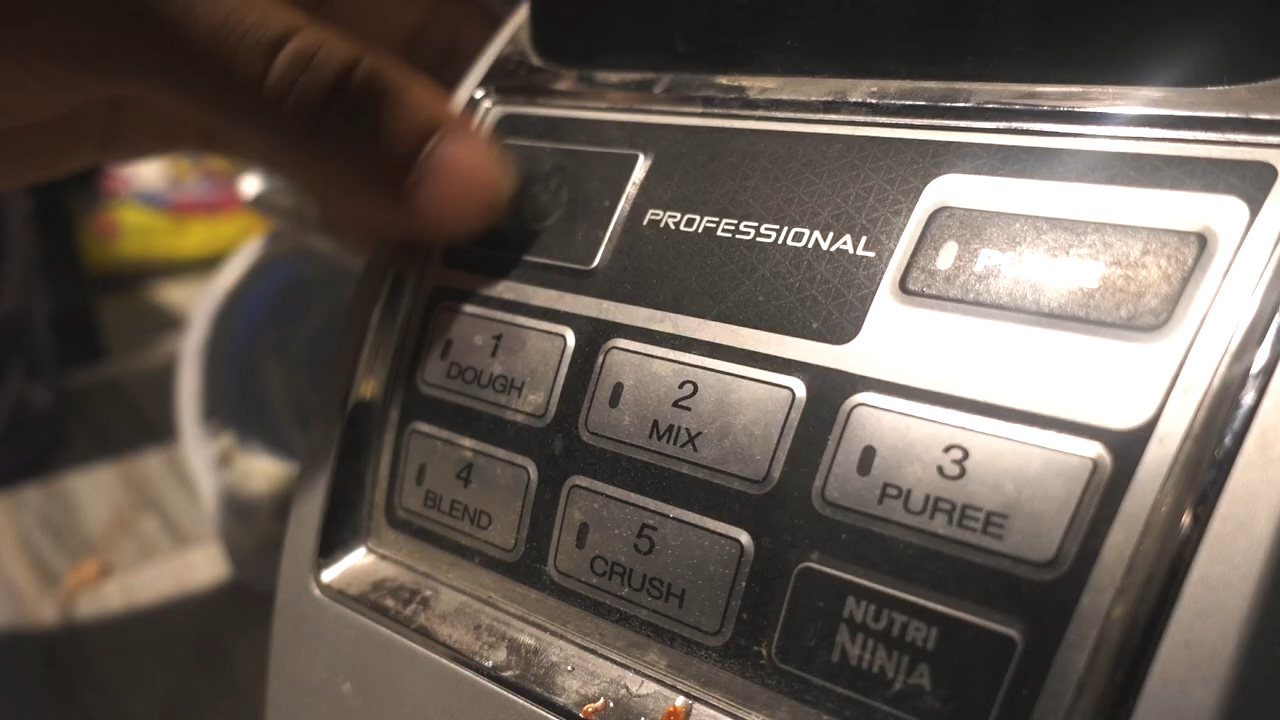 PROFESSIONAL
1
DOUGH
2
MIX
3
PUREE
4
BLEND
5
CRUSH
NUTRI
NINJA